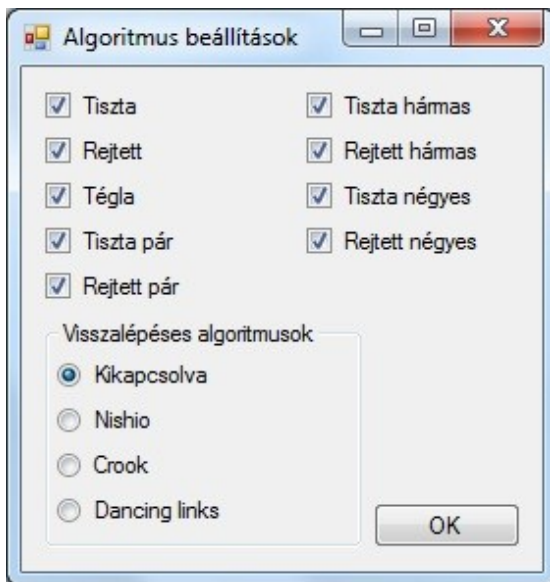 Algoritmus beállítások
Tiszta
Rejtett
Tégla
Tiszta pár
Rejtett pár
Tiszta hármas
Rejtett hármas
Tiszta négyes
Rejtett négyes
Visszalépéses algoritmusok
Kikapcsolva
Nishio
Crook
Dancing links
OK